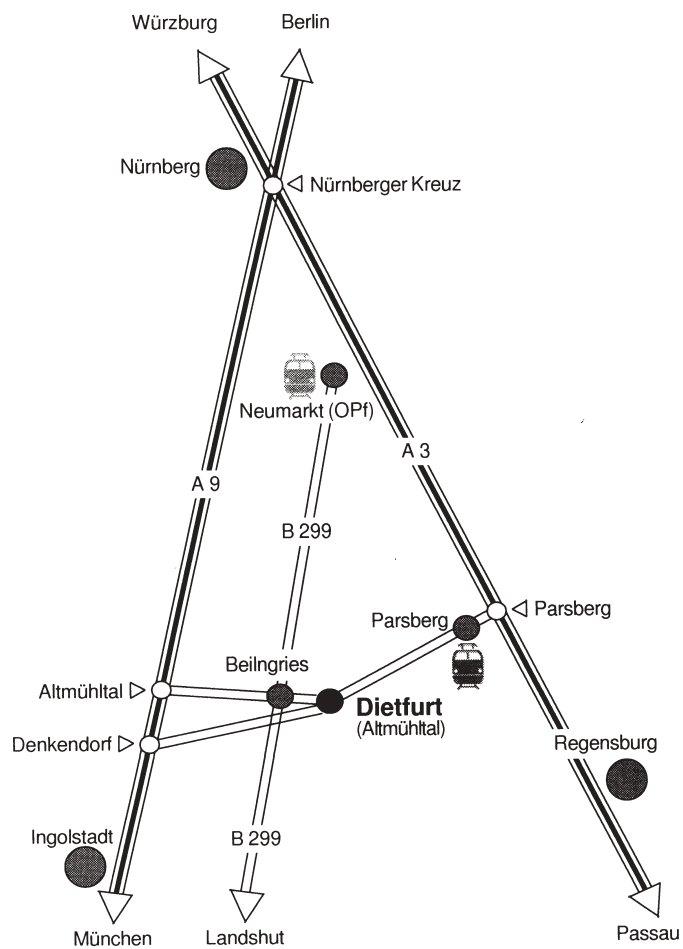 Würzburg
Berlin
Nürnberg
Nürnberger Kreuz
Neumarkt (OPf)
A 3
A 9
B 299
Parsberg
Parsberg
Beilngries
Altmühltal
Dietfurt
(Altmühltal)
Denkendorf
Regensburg
Ingolstadt
B 299
München
Landshut
Passau